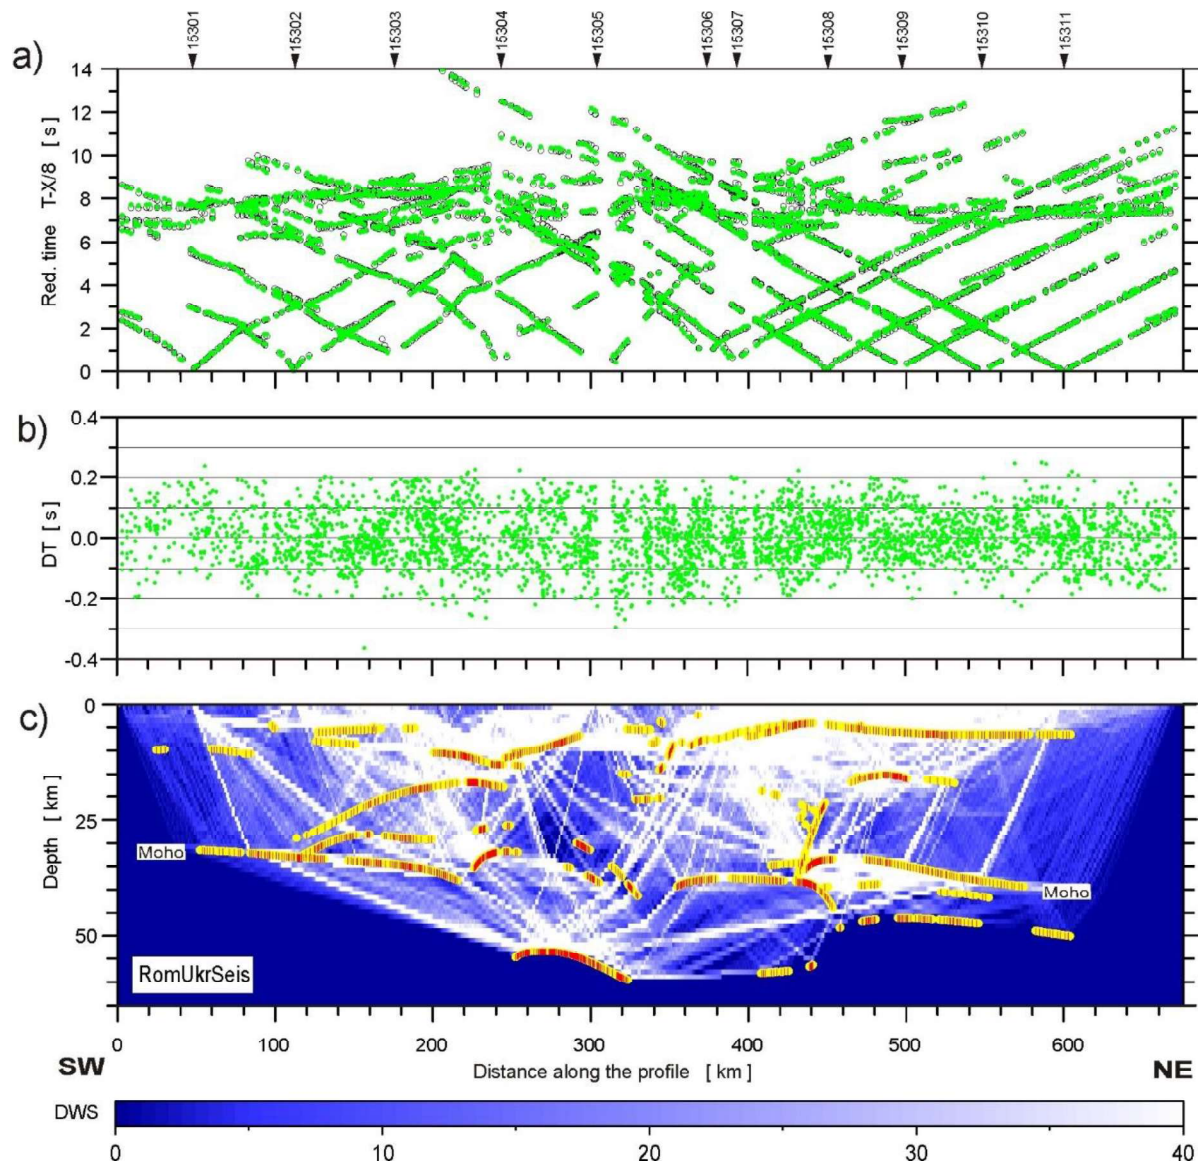 15301 15302 15303 15304 15305 15306 15307 15308 15309 15310 15311
a)
Red. time T-X/8 [ s ]
14
12
10
8
6
4
2
0
b)
DT [ s ]
0.4
0.2
0.0
-0.2
-0.4
c)
Depth [ km ]
0
25
50
Moho
Moho
RomUkrSeis
0 100 200 300 400 500 600
SW Distance along the profile [ km ] NE
DWS
0 10 20 30 40